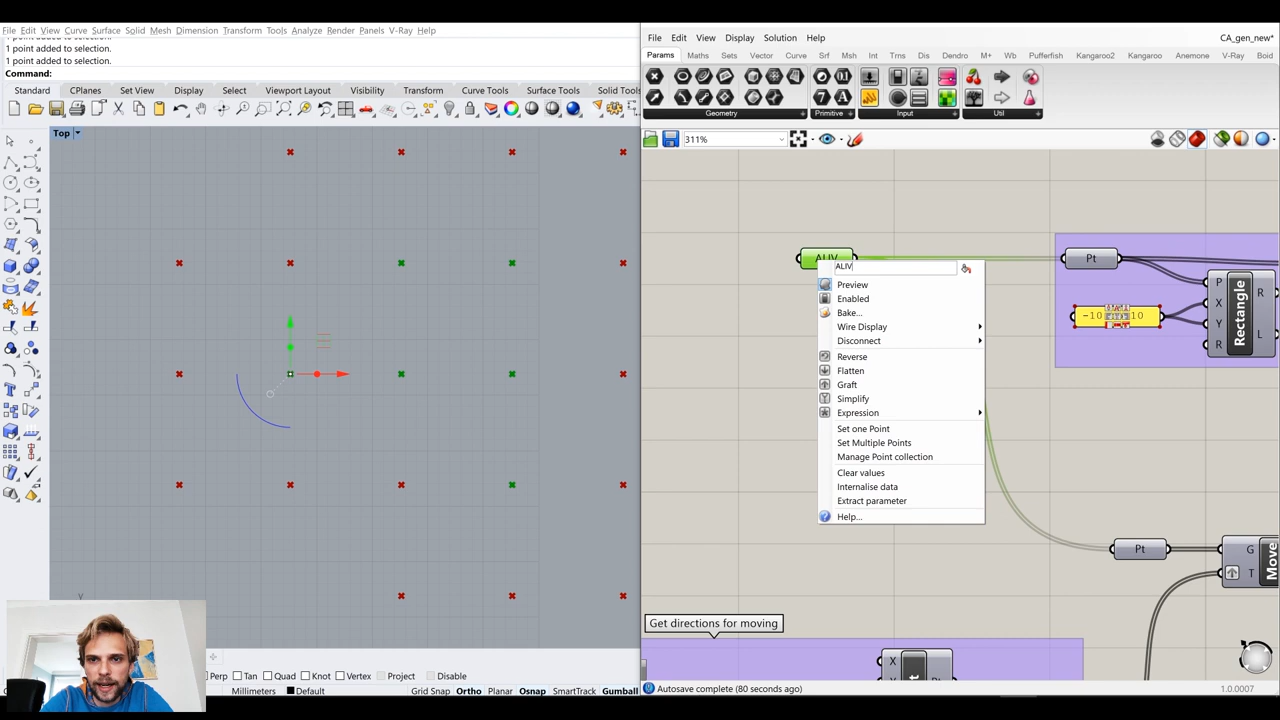 File Edit View Curve Surface Solid Mesh Dimension Transform Tools Analyze Render Panels V-Ray Help
1 point added to selection.
1 point added to selection.
Command:
Standard CPlanes Set View Display Select Viewport Layout Visibility Transform Curve Tools Surface Tools Solid Tools
Top
y
Perp Tan Quad Knot Vertex Project Disable
Millimeters Default Grid Snap Ortho Planar Osnap SmartTrack Gumball
File Edit View Display Solution Help
CA_gen_new*
Params Maths Sets Vector Curve Srf Msh Int Trns Dis Dendro M+ Wb Pufferfish Kangaroo2 Kangaroo Anemone V-Ray Boid
Geometry Primitive Input Util
311%
ALIV
ALIV
Preview
Enabled
Bake...
Wire Display
Disconnect
Reverse
Flatten
Graft
Simplify
Expression
Set one Point
Set Multiple Points
Manage Point collection
Clear values
Internalise data
Extract parameter
Help...
Pt
-10 10
P
X
Y
R
Rectangle
R
L
Pt
G
T
Move
Get directions for moving
X
Autosave complete (80 seconds ago)
1.0.0007